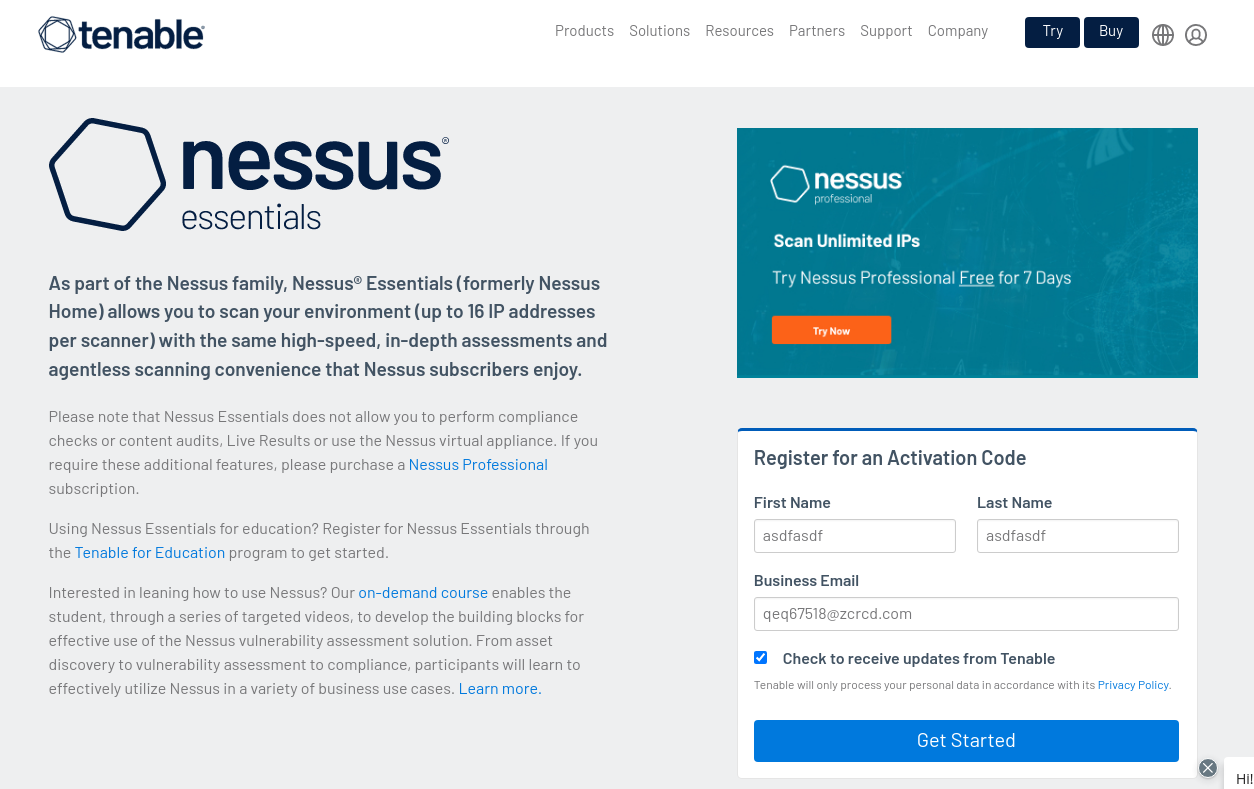 tenable
Products Solutions Resources Partners Support Company Try Buy
nessus®
essentials
As part of the Nessus family, Nessus® Essentials (formerly Nessus
Home) allows you to scan your environment (up to 16 IP addresses
per scanner) with the same high-speed, in-depth assessments and
agentless scanning convenience that Nessus subscribers enjoy.
Please note that Nessus Essentials does not allow you to perform compliance
checks or content audits, Live Results or use the Nessus virtual appliance. If you
require these additional features, please purchase a Nessus Professional
subscription.
Using Nessus Essentials for education? Register for Nessus Essentials through
the Tenable for Education program to get started.
Interested in leaning how to use Nessus? Our on-demand course enables the
student, through a series of targeted videos, to develop the building blocks for
effective use of the Nessus vulnerability assessment solution. From asset
discovery to vulnerability assessment to compliance, participants will learn to
effectively utilize Nessus in a variety of business use cases. Learn more.
nessus
professional
Scan Unlimited IPs
Try Nessus Professional Free for 7 Days
Try Now
Register for an Activation Code
First Name Last Name
asdfasdf asdfasdf
Business Email
qeq67518@zcrcd.com
Check to receive updates from Tenable
Tenable will only process your personal data in accordance with its Privacy Policy.
Get Started
Hi!